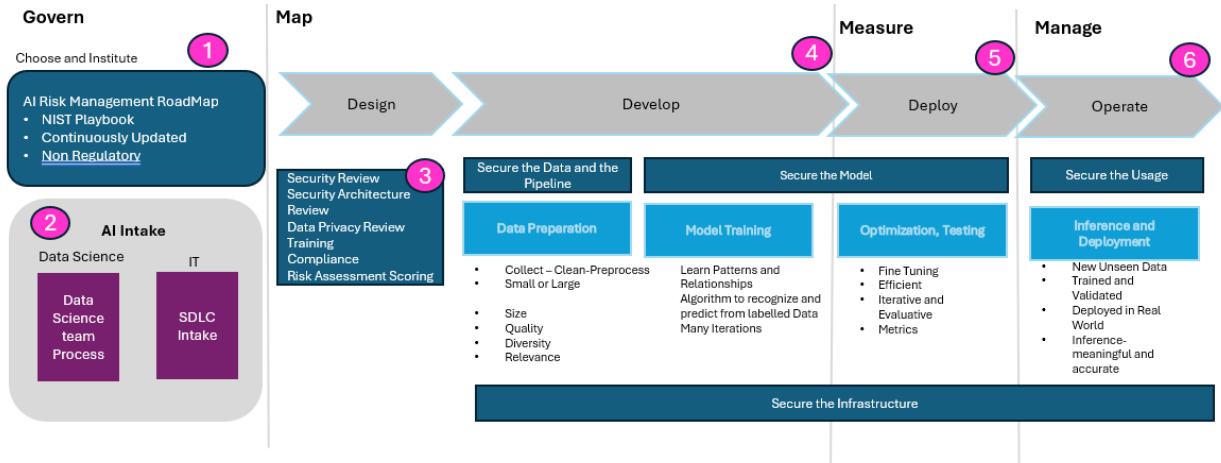 Govern
Map
Measure
Manage
1
Choose and Institute
AI Risk Management RoadMap
• NIST Playbook
• Continuously Updated
• Non Regulatory
4
5
6
Design
Develop
Deploy
Operate
2
AI Intake
Data Science
IT
Data
Science
team
Process
SDLC
Intake
3
Security Review
Security Architecture
Review
Data Privacy Review
Training
Compliance
Risk Assessment Scoring
Secure the Data and the
Pipeline
Secure the Model
Secure the Usage
Data Preparation
• Collect – Clean-Preprocess
• Small or Large
• Size
• Quality
• Diversity
• Relevance
Model Training
Learn Patterns and
Relationships
Algorithm to recognize and
predict from labelled Data
Many Iterations
Optimization, Testing
• Fine Tuning
• Efficient
• Iterative and
Evaluative
• Metrics
Inference and
Deployment
• New Unseen Data
• Trained and
Validated
• Deployed in Real
World
• Inference-
meaningful and
accurate
Secure the Infrastructure